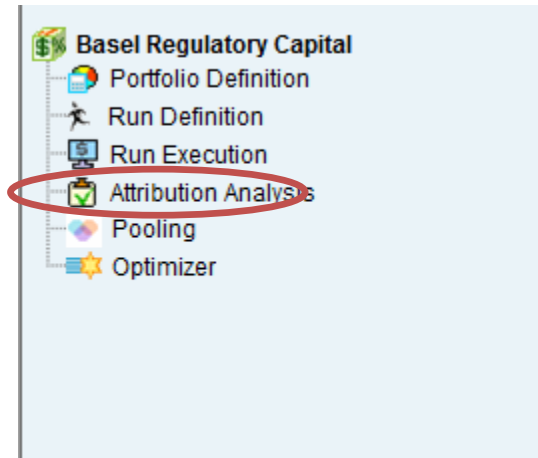 Basel Regulatory Capital
Portfolio Definition
Run Definition
Run Execution
Attribution Analysis
Pooling
Optimizer